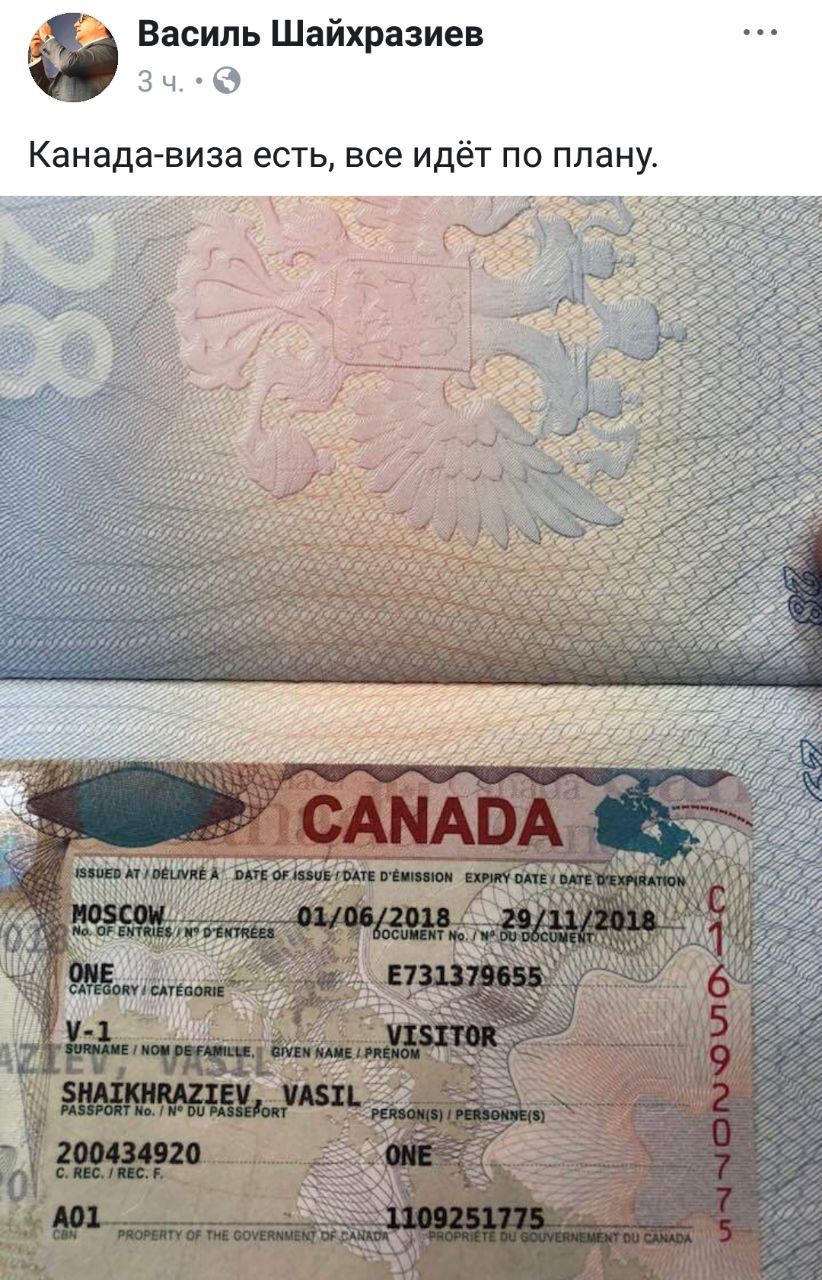 Василь Шайхразиев
3 ч.
Канада-виза есть, все идёт по плану.
28
28
27
CANADA
ISSUED AT / DÉLIVRÉ À DATE OF ISSUE / DATE D'ÉMISSION EXPIRY DATE / DATE D'EXPIRATION
MOSCOW 01/06/2018 29/11/2018
No. OF ENTRIES / Nº D'ENTRÉES DOCUMENT No. / Nº DU DOCUMENT
ONE E731379655
CATEGORY / CATÉGORIE
V-1 VISITOR
SURNAME / NOM DE FAMILLE, GIVEN NAME / PRÉNOM
SHAIKHRAZIEV, VASIL
PASSPORT No. / Nº DU PASSEPORT PERSON(S) / PERSONNE(S)
200434920 ONE
C. REC. / REC. F.
A01 1109251775
CBN PROPERTY OF THE GOVERNMENT OF CANADA PROPRIÉTÉ DU GOUVERNEMENT DU CANADA
C165920775